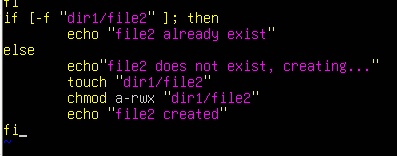 fi
if [-f "dir1/file2" ]; then
echo "file2 already exist"
else
echo"file2 does not exist, creating..."
touch "dir1/file2"
chmod a-rwx "dir1/file2"
echo "file2 created"
fi
~